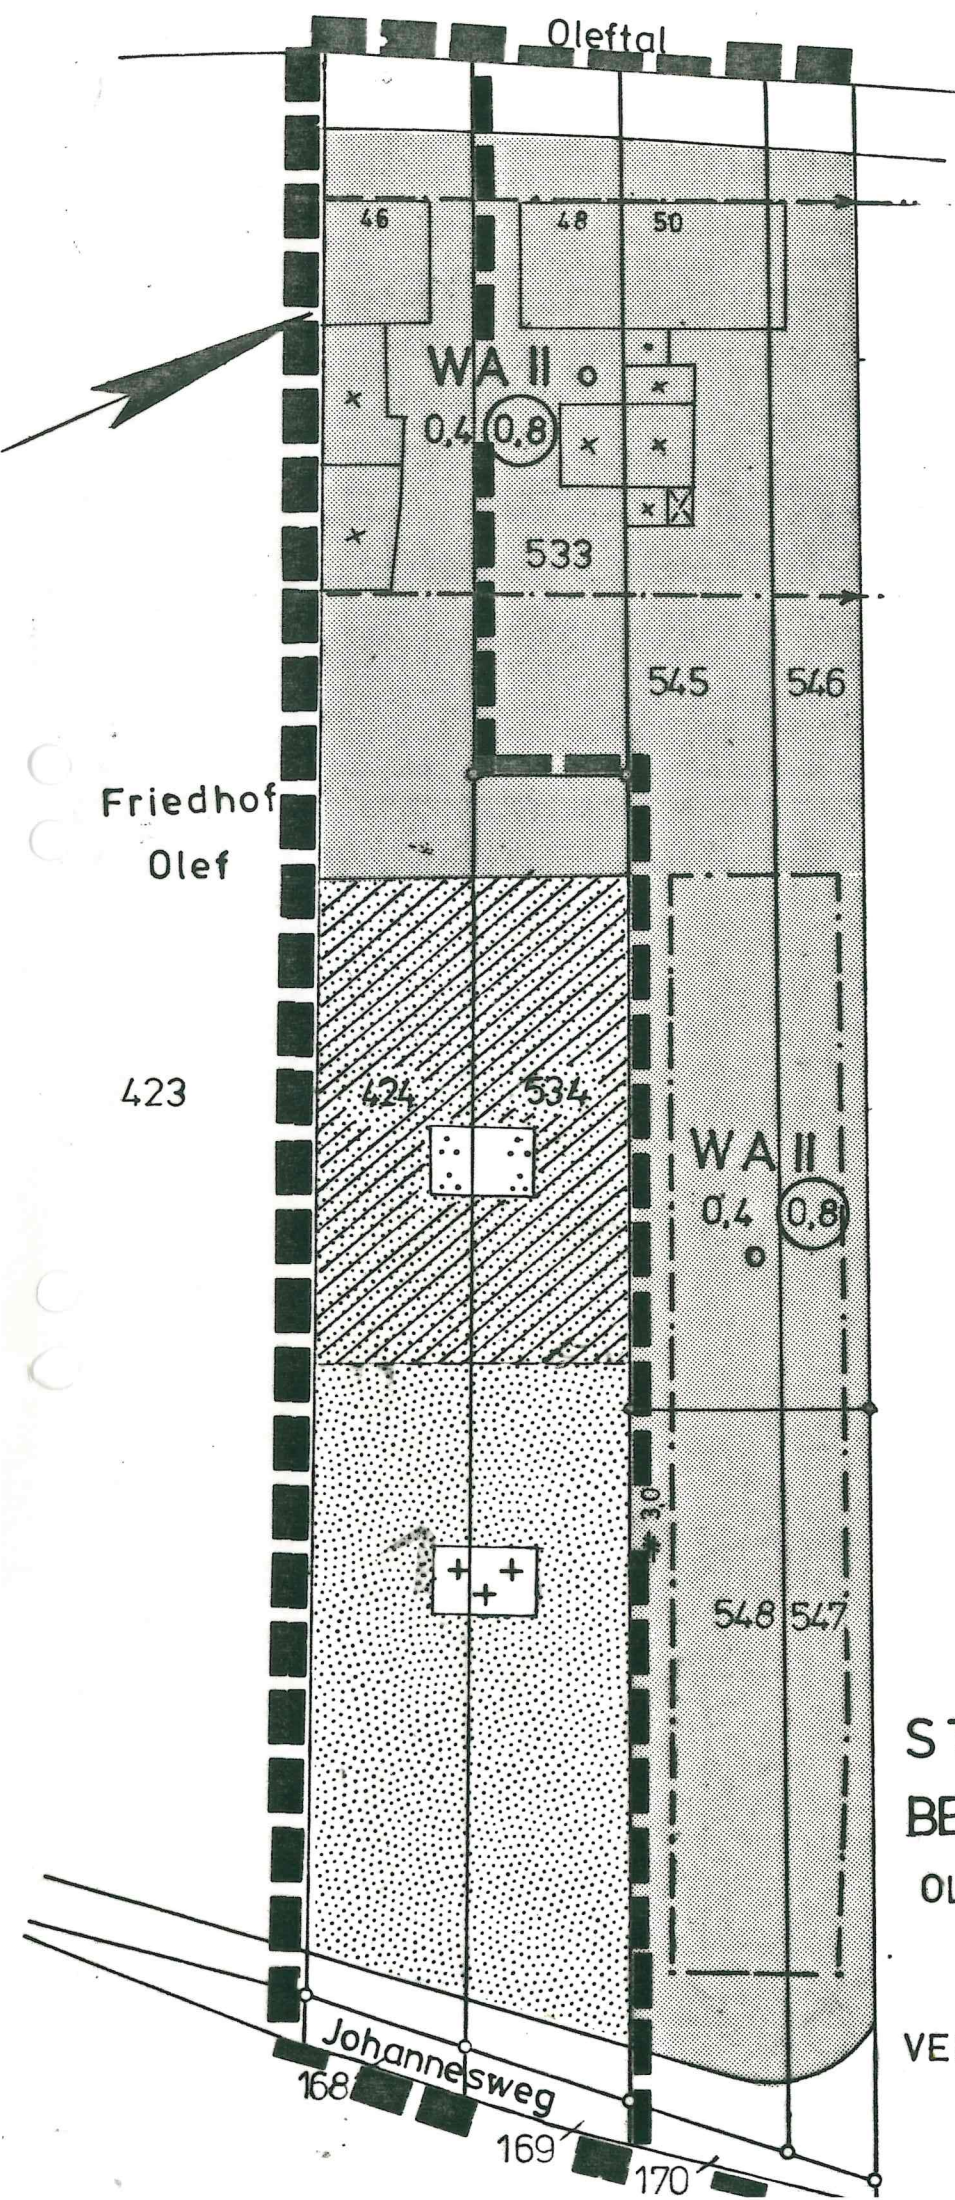 Oleftal
46 48 50
WA II o
0,4 0,8
533
545 546
Friedhof
Olef
423
424 534
WA II
0,4 0,8
o
3,0
548 547
S
BE
OL
VE
Johannesweg
168
169
170